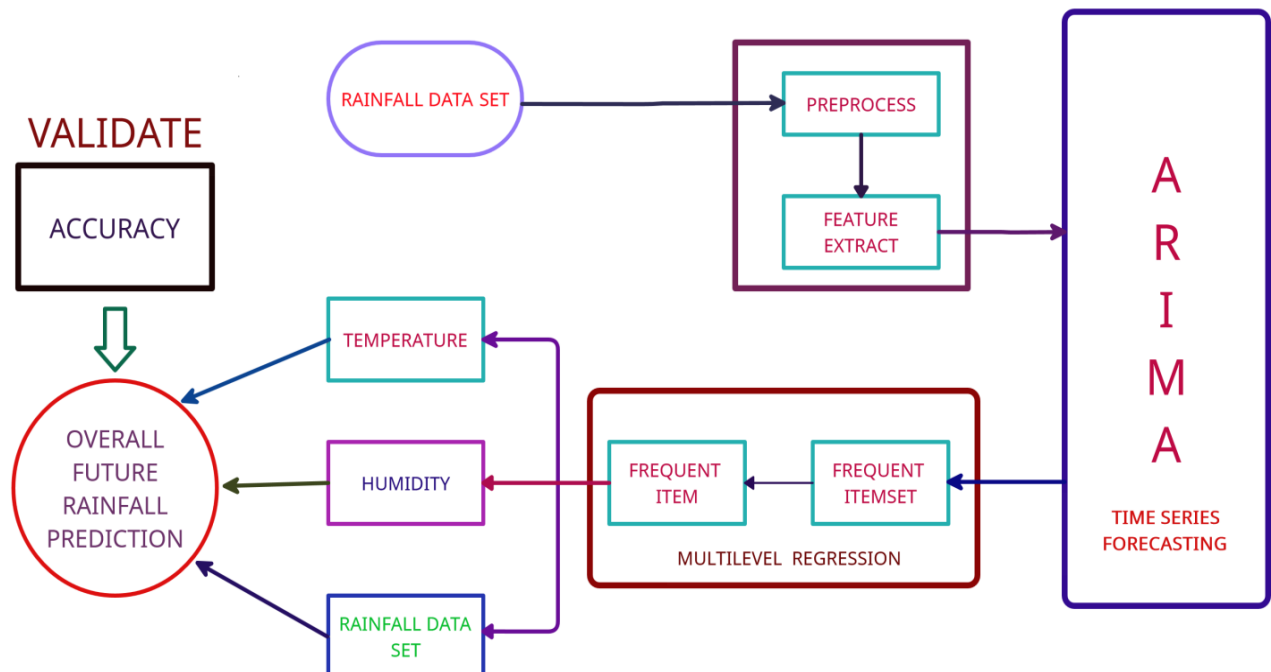 RAINFALL DATA SET
PREPROCESS
FEATURE
EXTRACT
A
R
I
M
A
TIME SERIES
FORECASTING
VALIDATE
ACCURACY
TEMPERATURE
HUMIDITY
RAINFALL DATA
SET
FREQUENT
ITEM
FREQUENT
ITEMSET
MULTILEVEL REGRESSION
OVERALL
FUTURE
RAINFALL
PREDICTION